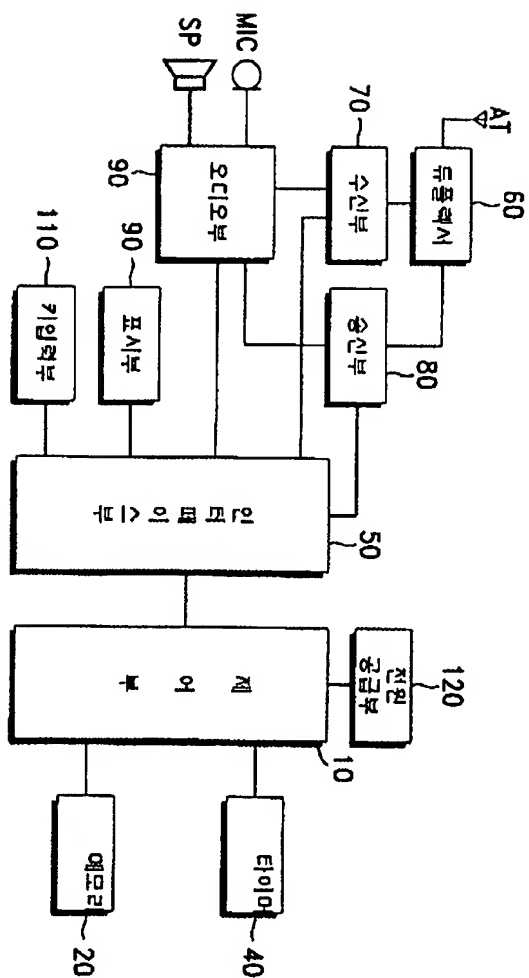 AT
60
듀플렉서
120
전원
공급부
70
수신부
80
송신부
50
인터페이스부
10
제어부
MIC
SP
90
오디오부
타이머
40
90
표시부
110
키입력부
메모리
20